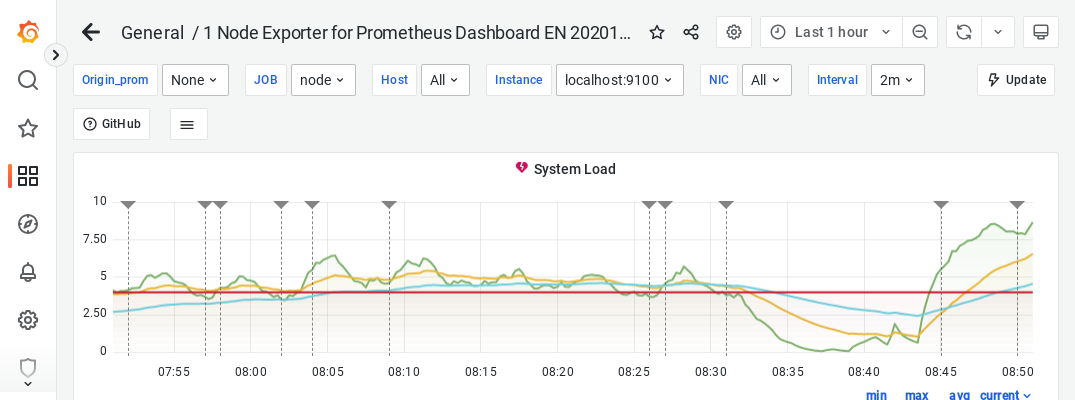 General / 1 Node Exporter for Prometheus Dashboard EN 20201... Last 1 hour
Origin_prom None JOB node Host All Instance localhost:9100 NIC All Interval 2m Update
GitHub
System Load
10
7.50
5
2.50
0
07:55 08:00 08:05 08:10 08:15 08:20 08:25 08:30 08:35 08:40 08:45 08:50
min max avg current